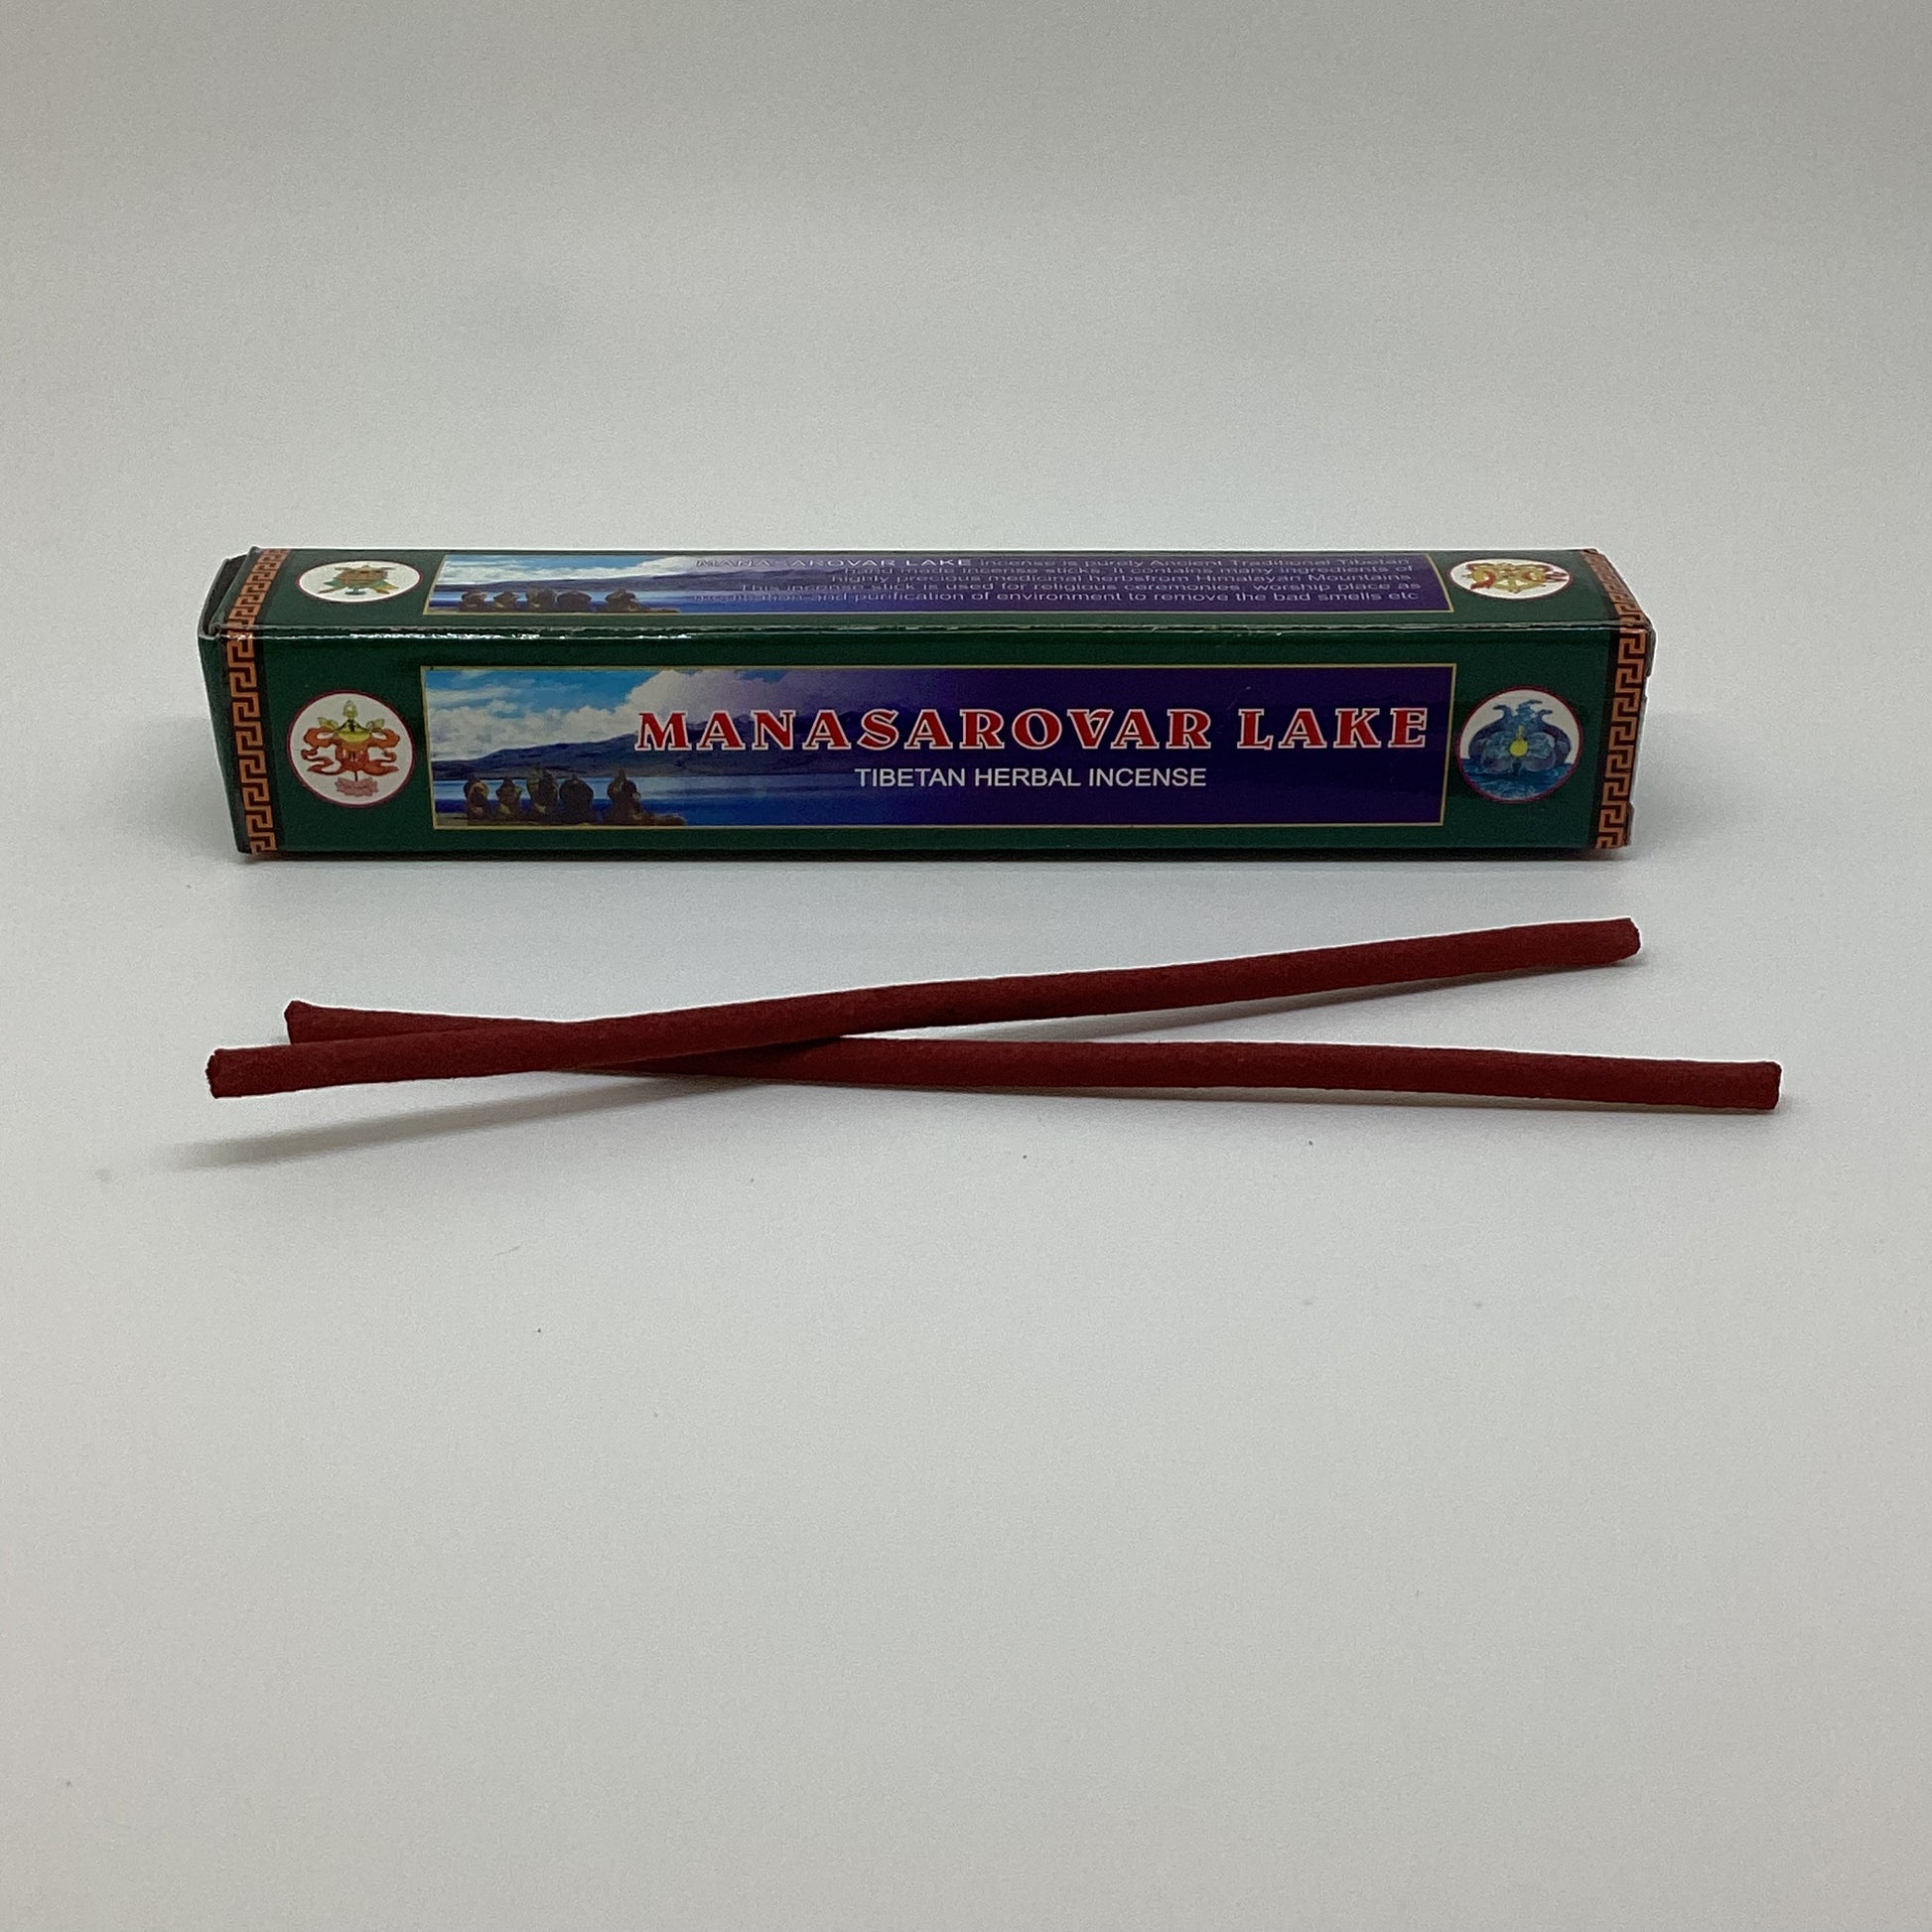 MANASAROVAR LAKE incense is purely Ancient Traditional Tibetan
hand made incense sticks. It contains many ingredients of
highly precious medicinal herbsfrom Himalayan Mountains.
This incense stick is used for religious ceremonies, worship place as
and purification of environment to remove the bad smells etc
MANASAROVAR LAKE
TIBETAN HERBAL INCENSE